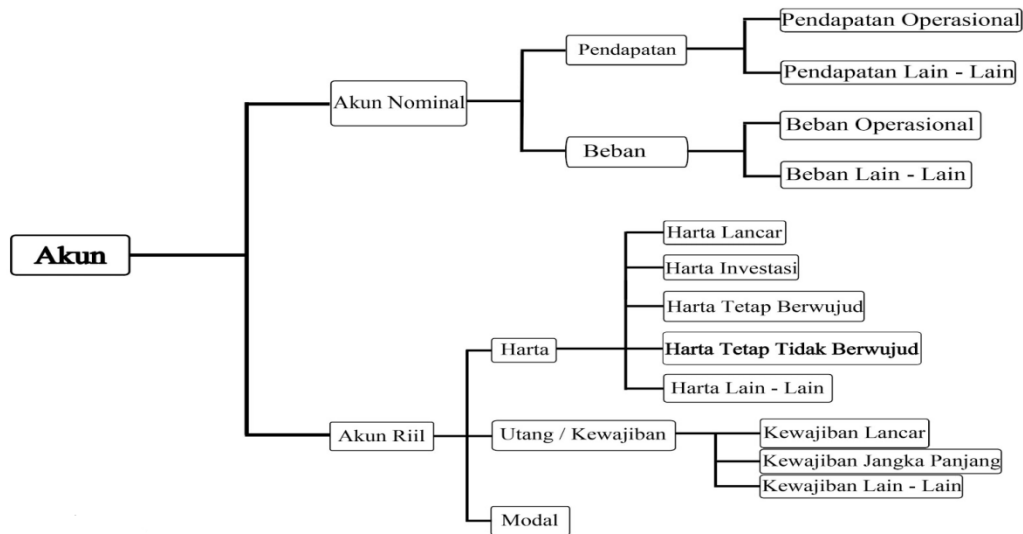 Akun
Akun Nominal
Pendapatan
Pendapatan Operasional
Pendapatan Lain - Lain
Beban
Beban Operasional
Beban Lain - Lain
Akun Riil
Harta
Harta Lancar
Harta Investasi
Harta Tetap Berwujud
Harta Tetap Tidak Berwujud
Harta Lain - Lain
Utang / Kewajiban
Kewajiban Lancar
Kewajiban Jangka Panjang
Kewajiban Lain - Lain
Modal